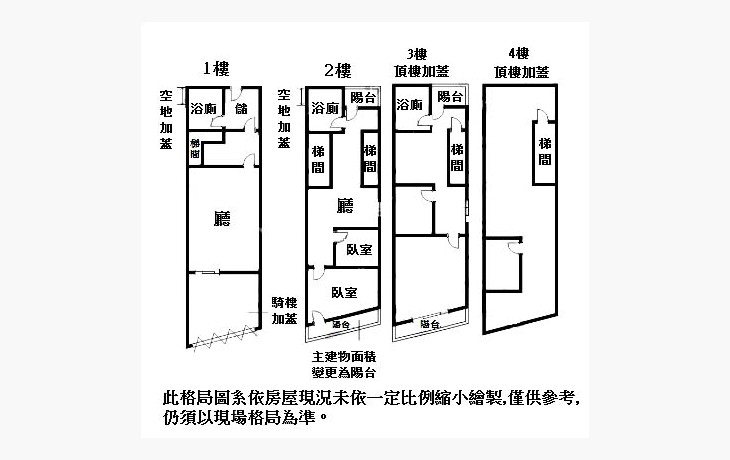 1樓
2樓
3樓
頂樓加蓋
4樓
頂樓加蓋
空地加蓋
浴廁
儲
梯間
廳
騎樓
加蓋
空地加蓋
浴廁
陽台
梯間
梯間
廳
臥室
臥室
陽台
主建物面積
變更為陽台
浴廁
陽台
梯間
陽台
梯間
此格局圖系依房屋現況未依一定比例縮小繪製,僅供參考,
仍須以現場格局為準。